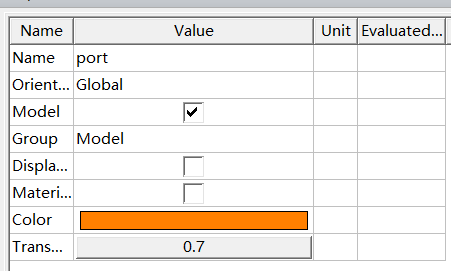 Name Value Unit Evaluated...
Name port
Orient... Global
Model
Group Model
Displa...
Materi...
Color
Trans... 0.7